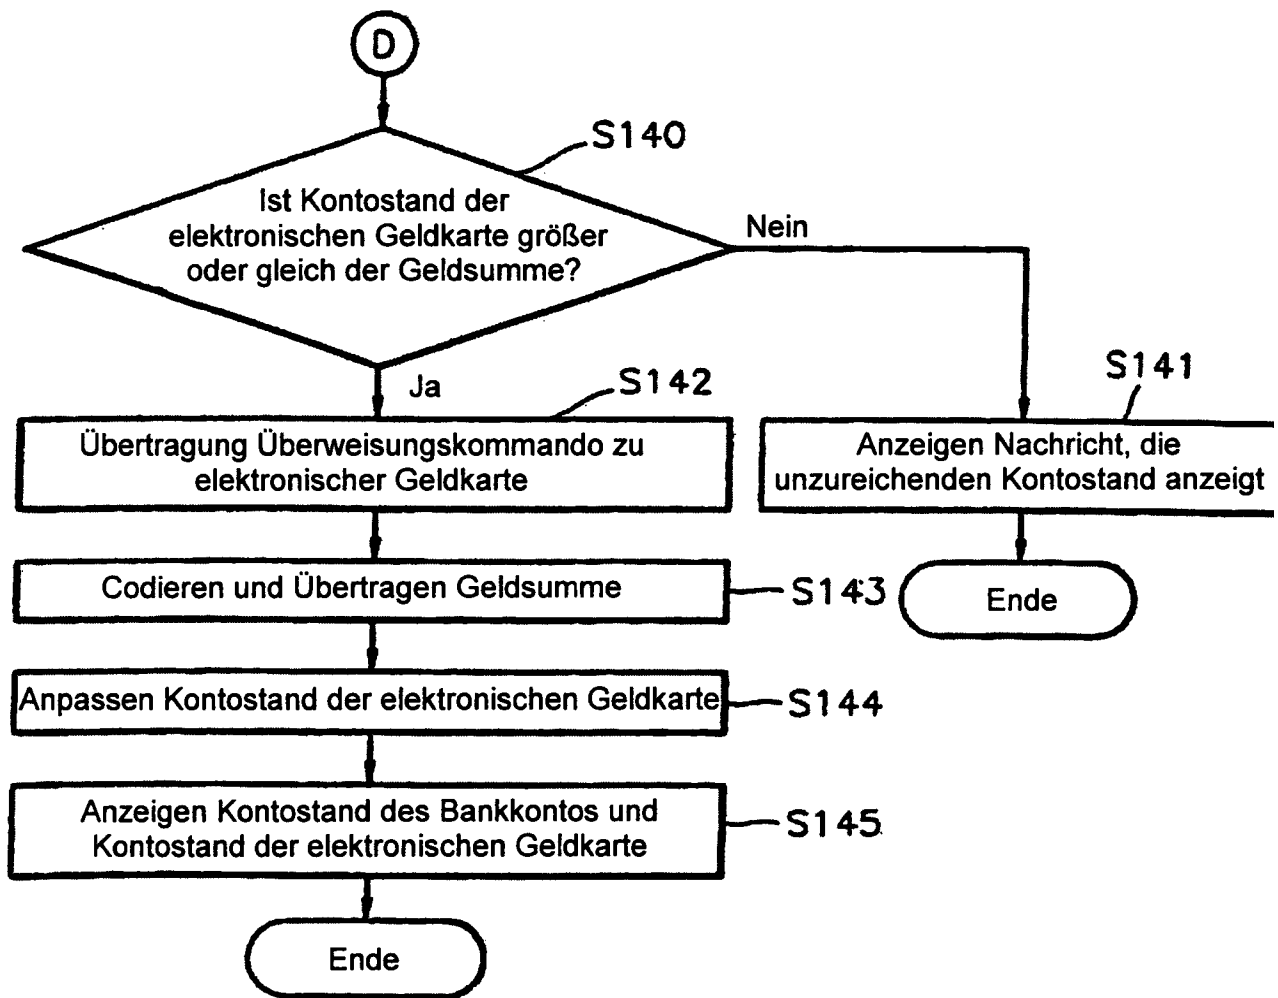 D
S140
Ist Kontostand der
elektronischen Geldkarte größer
oder gleich der Geldsumme?
Nein
Ja
S142
S141
Übertragung Überweisungskommando zu
elektronischer Geldkarte
Anzeigen Nachricht, die
unzureichenden Kontostand anzeigt
Codieren und Übertragen Geldsumme
S143
Ende
Anpassen Kontostand der elektronischen Geldkarte
S144
Anzeigen Kontostand des Bankkontos und
Kontostand der elektronischen Geldkarte
S145
Ende